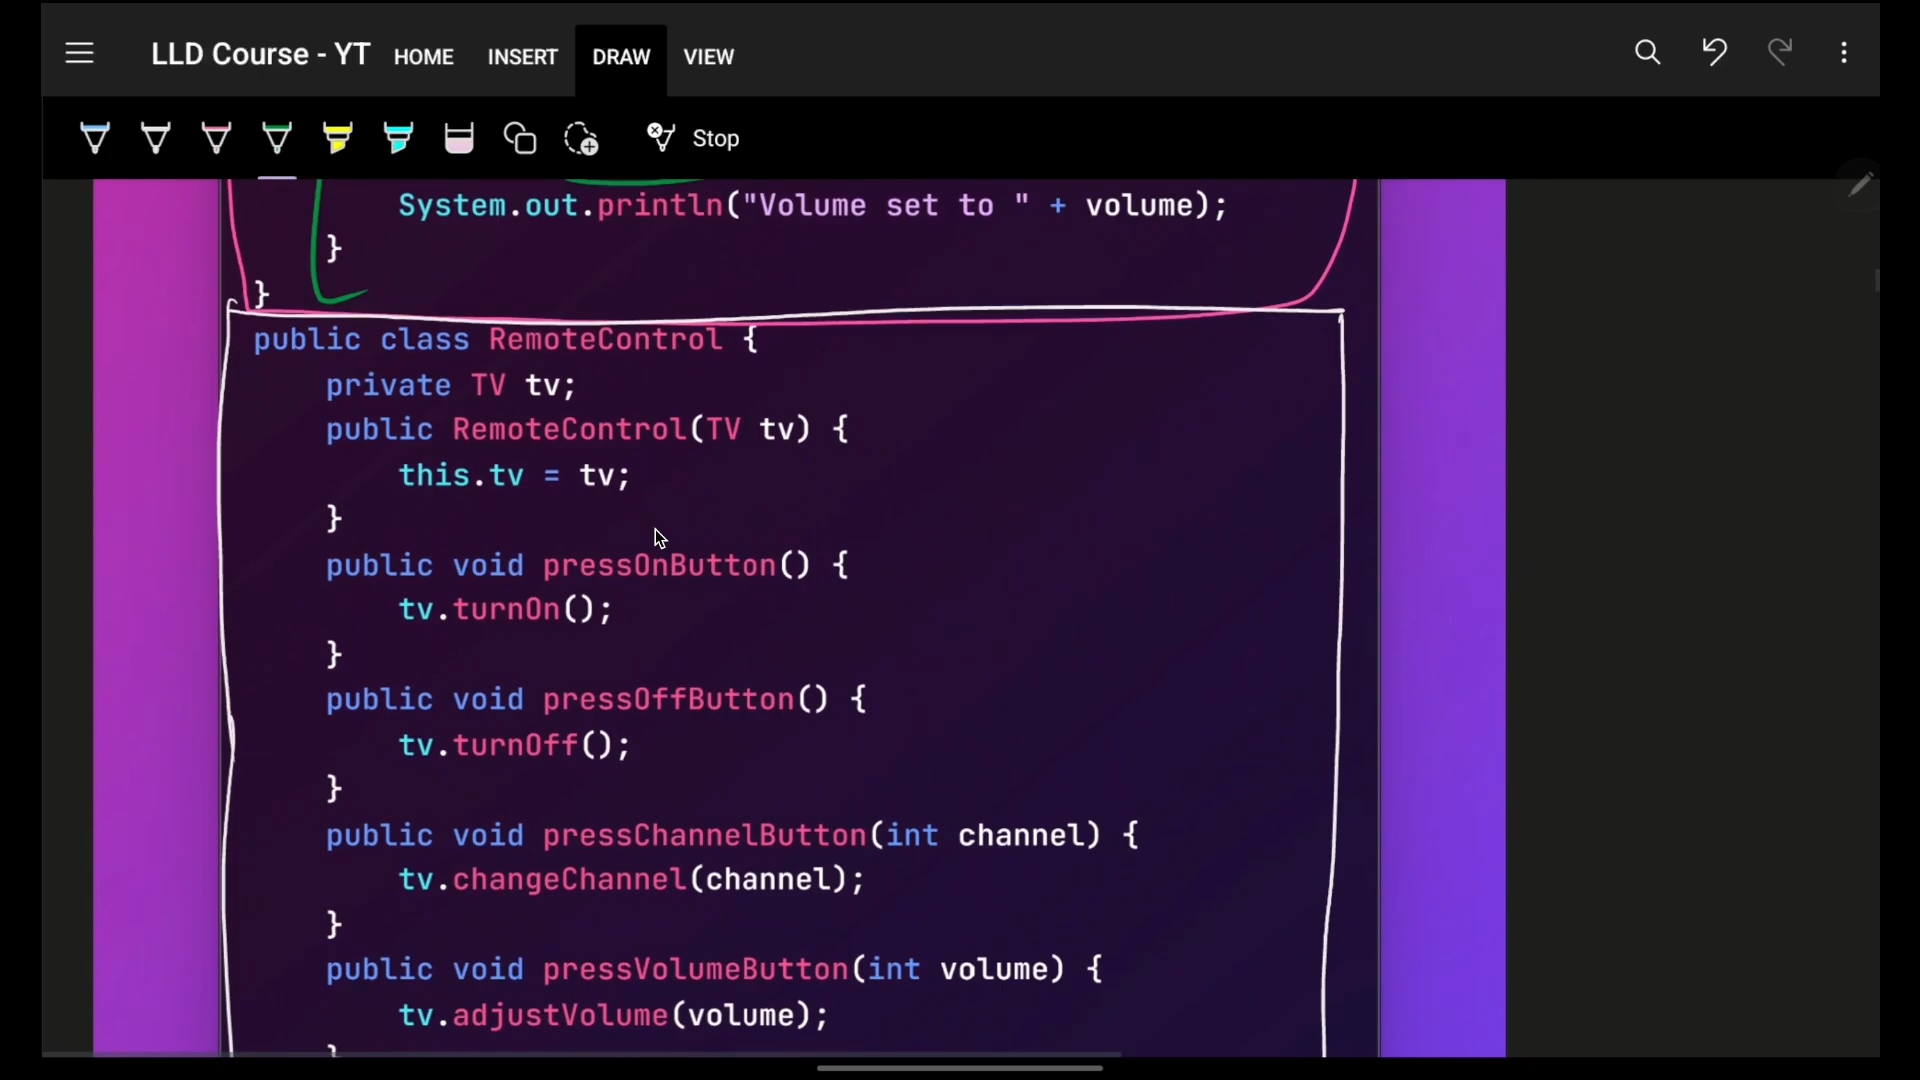 LLD Course - YT HOME INSERT DRAW VIEW
Stop
System.out.println("Volume set to " + volume);
}
}
public class RemoteControl {
private TV tv;
public RemoteControl(TV tv) {
this.tv = tv;
}
public void pressOnButton() {
tv.turnOn();
}
public void pressOffButton() {
tv.turnOff();
}
public void pressChannelButton(int channel) {
tv.changeChannel(channel);
}
public void pressVolumeButton(int volume) {
tv.adjustVolume(volume);
}